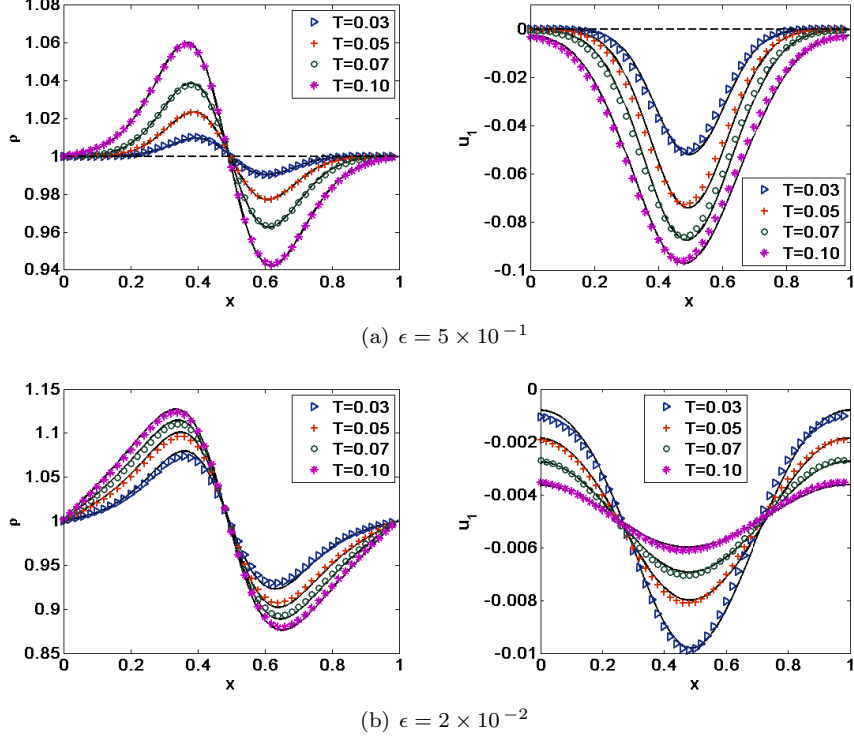 1.08
1.06
1.04
1.02
1
0.98
0.96
0.94
ρ
0 0.2 0.4 0.6 0.8 1
x
T=0.03
T=0.05
T=0.07
T=0.10
0
-0.02
-0.04
-0.06
-0.08
-0.1
u1
0 0.2 0.4 0.6 0.8 1
x
T=0.03
T=0.05
T=0.07
T=0.10
(a) ϵ = 5 × 10⁻¹
1.15
1.1
1.05
1
0.95
0.9
0.85
ρ
0 0.2 0.4 0.6 0.8 1
x
T=0.03
T=0.05
T=0.07
T=0.10
0
-0.002
-0.004
-0.006
-0.008
-0.01
u1
0 0.2 0.4 0.6 0.8 1
x
T=0.03
T=0.05
T=0.07
T=0.10
(b) ϵ = 2 × 10⁻²